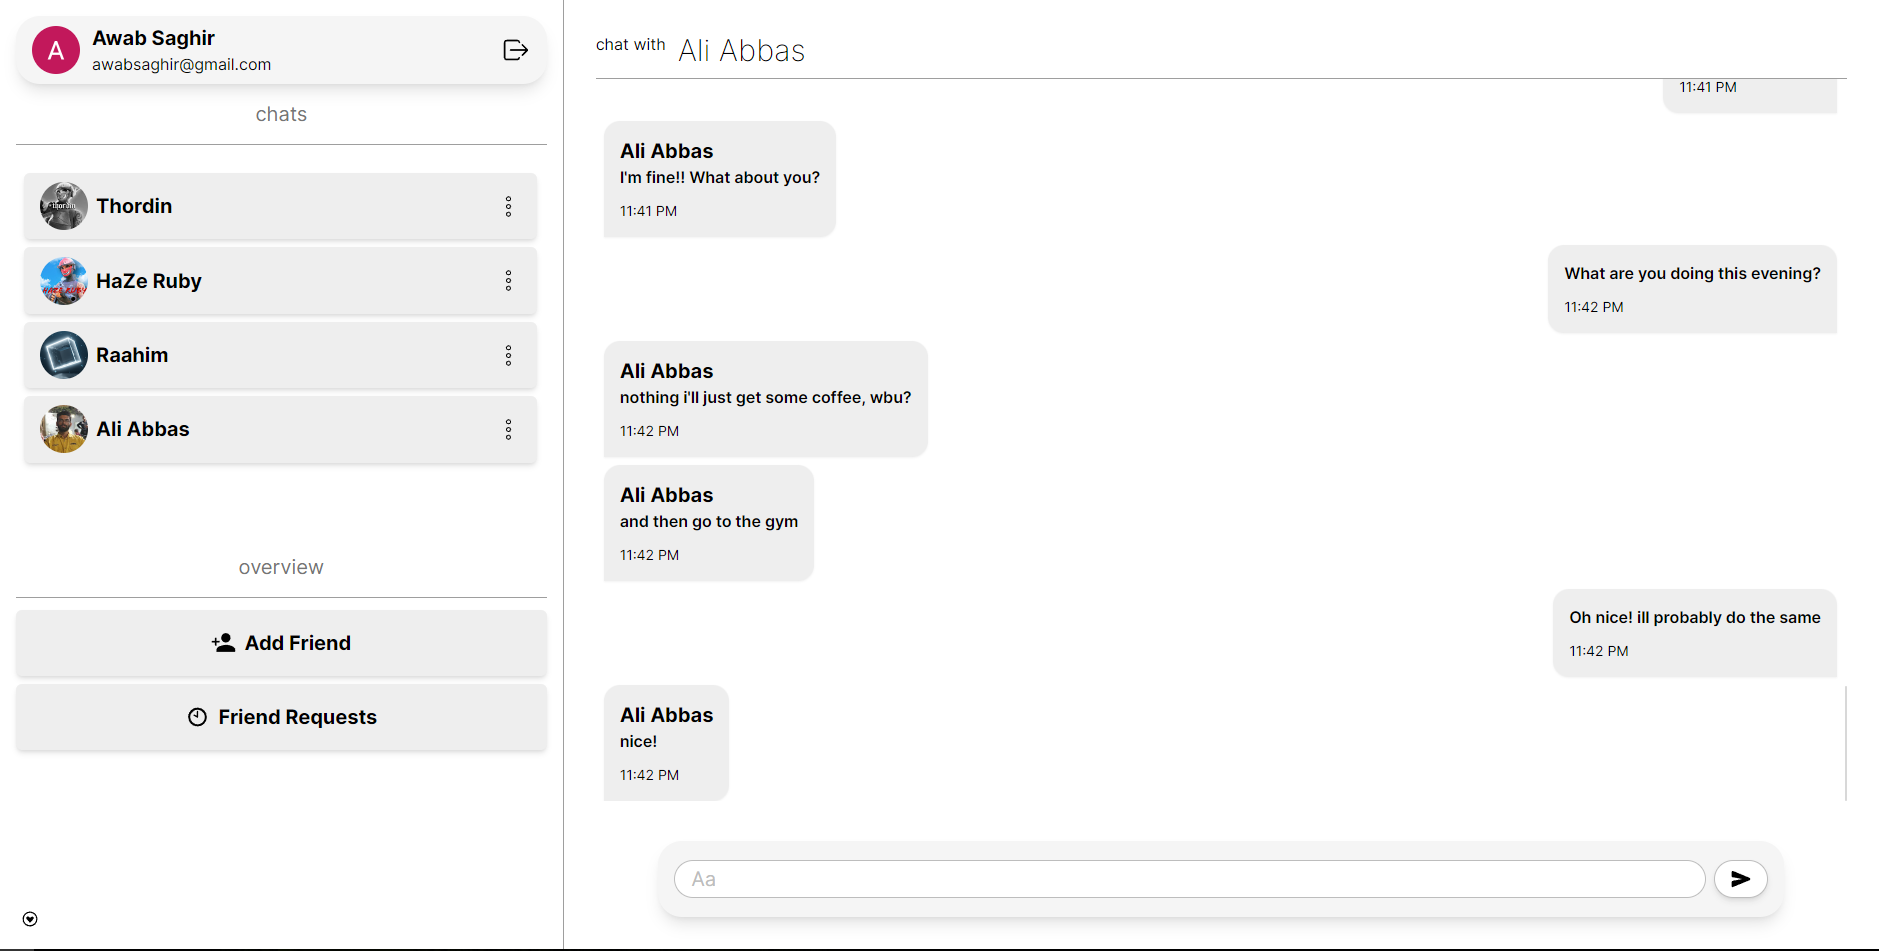 Awab Saghir
awabsaghir@gmail.com
chats
thordin
Thordin
HAZE RUBY
HaZe Ruby
Raahim
Ali Abbas
overview
Add Friend
Friend Requests
chat with Ali Abbas
11:41 PM
Ali Abbas
I'm fine!! What about you?
11:41 PM
What are you doing this evening?
11:42 PM
Ali Abbas
nothing i'll just get some coffee, wbu?
11:42 PM
Ali Abbas
and then go to the gym
11:42 PM
Oh nice! ill probably do the same
11:42 PM
Ali Abbas
nice!
11:42 PM
Aa